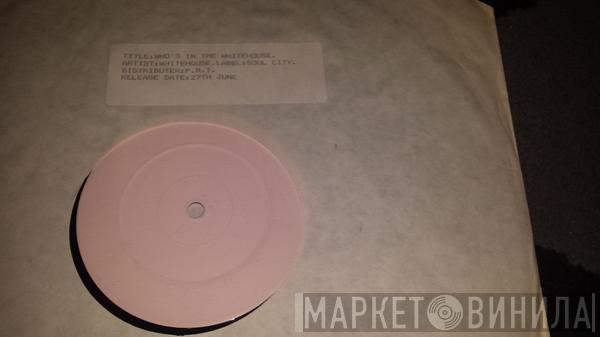 TITLE:WHO'S IN THE WHITEHOUSE.
ARTIST:WHITEHOUSE.LABEL:SOUL CITY.
DISTRIBUTER:P.R.T.
RELEASE DATE:27TH JUNE
МАРКЕТ ВИНИЛА